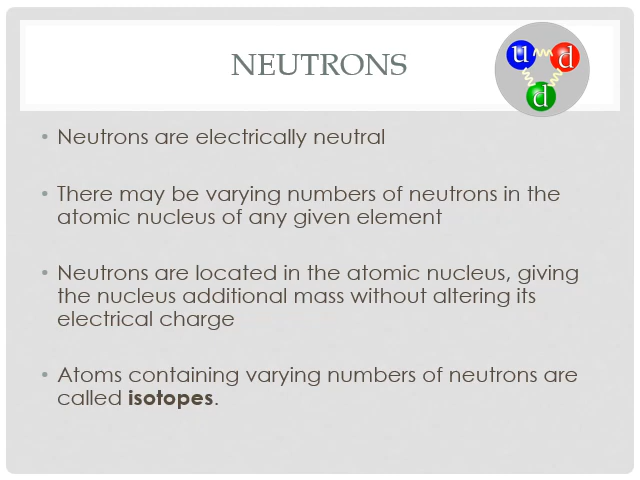 NEUTRONS
u d
d
• Neutrons are electrically neutral
• There may be varying numbers of neutrons in the
atomic nucleus of any given element
• Neutrons are located in the atomic nucleus, giving
the nucleus additional mass without altering its
electrical charge
• Atoms containing varying numbers of neutrons are
called isotopes.